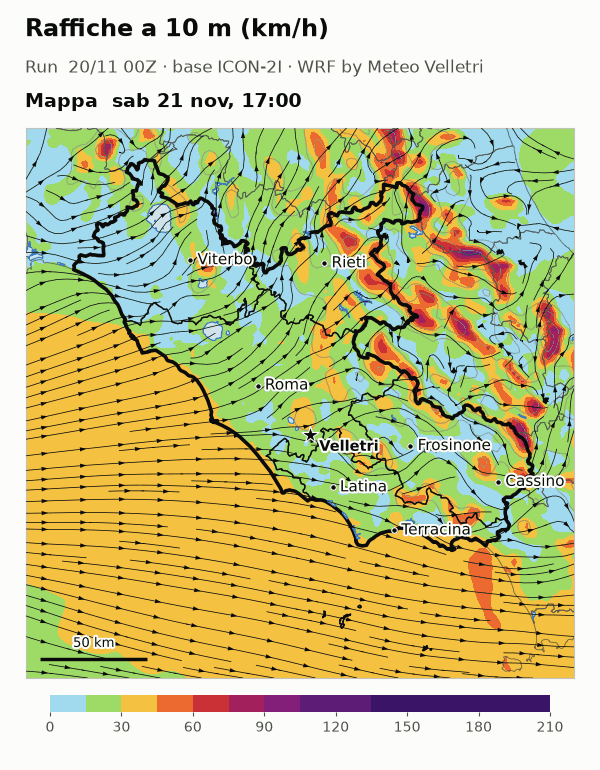 Raffiche a 10 m (km/h)
Run  20/11 00Z · base ICON-2I · WRF by Meteo Velletri
Mappa  sab 21 nov, 17:00
Viterbo
Rieti
Roma
Velletri
Frosinone
Cassino
Latina
Terracina
50 km
0 30 60 90 120 150 180 210